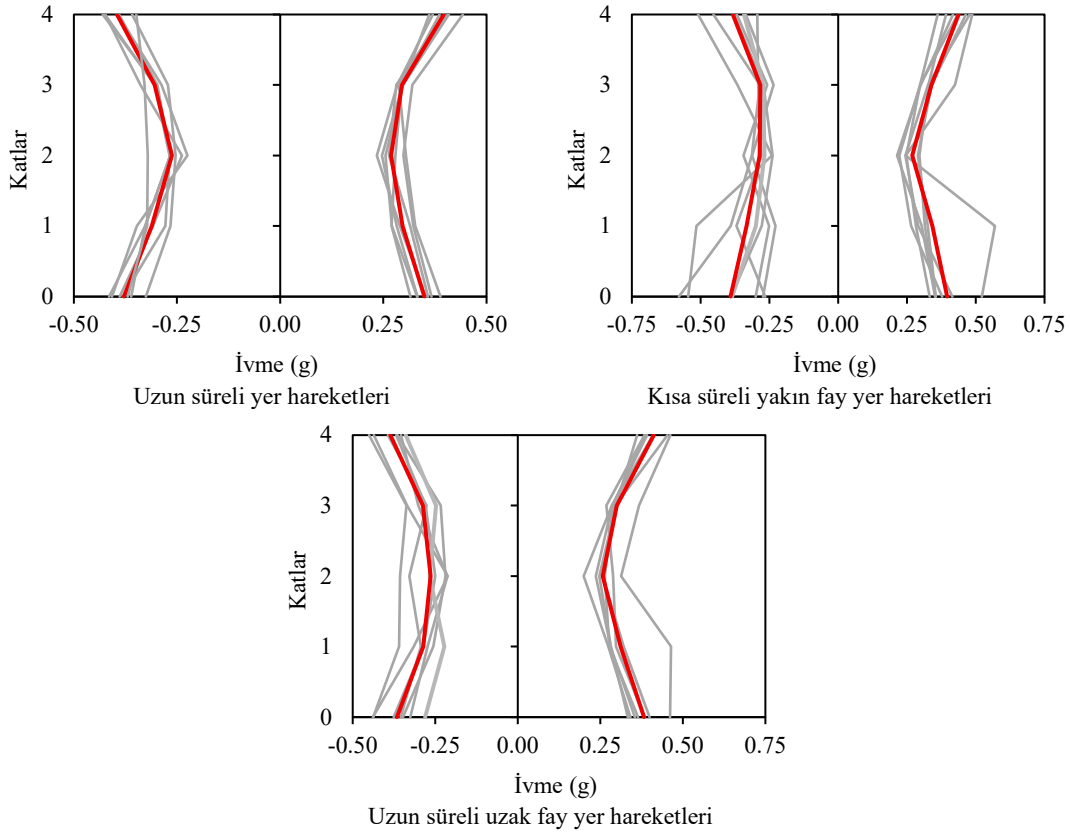 4
3
2
1
0
Katlar
-0.50 -0.25 0.00 0.25 0.50
İvme (g)
Uzun süreli yer hareketleri
4
3
2
1
0
Katlar
-0.75 -0.50 -0.25 0.00 0.25 0.50 0.75
İvme (g)
Kısa süreli yakın fay yer hareketleri
4
3
2
1
0
Katlar
-0.50 -0.25 0.00 0.25 0.50 0.75
İvme (g)
Uzun süreli uzak fay yer hareketleri